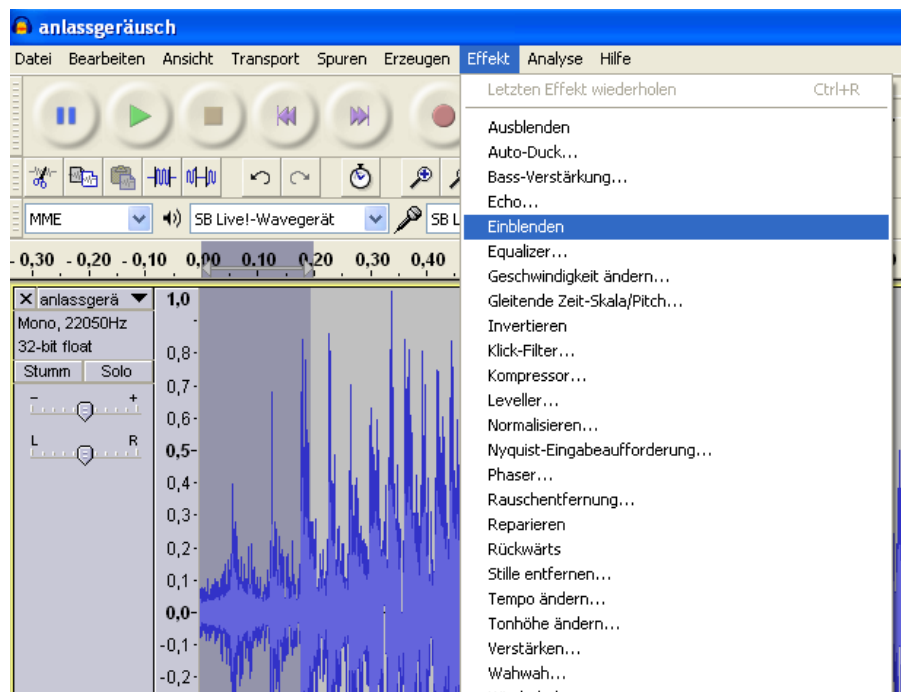 anlassgeräusch
Datei Bearbeiten Ansicht Transport Spuren Erzeugen Effekt Analyse Hilfe
Letzten Effekt wiederholen Ctrl+R
Ausblenden
Auto-Duck...
Bass-Verstärkung...
Echo...
Einblenden
Equalizer...
Geschwindigkeit ändern...
Gleitende Zeit-Skala/Pitch...
Invertieren
Klick-Filter...
Kompressor...
Leveller...
Normalisieren...
Nyquist-Eingabeaufforderung...
Phaser...
Rauschentfernung...
Reparieren
Rückwärts
Stille entfernen...
Tempo ändern...
Tonhöhe ändern...
Verstärken...
Wahwah...
MME SB Live!-Wavegerät SB L
- 0,30 - 0,20 - 0,10 0,00 0,10 0,20 0,30 0,40
X anlassgerä
Mono, 22050Hz
32-bit float
Stumm Solo
- +
L R
1,0
0,8-
0,7-
0,6-
0,5-
0,4-
0,3-
0,2-
0,1-
0,0-
-0,1-
-0,2-